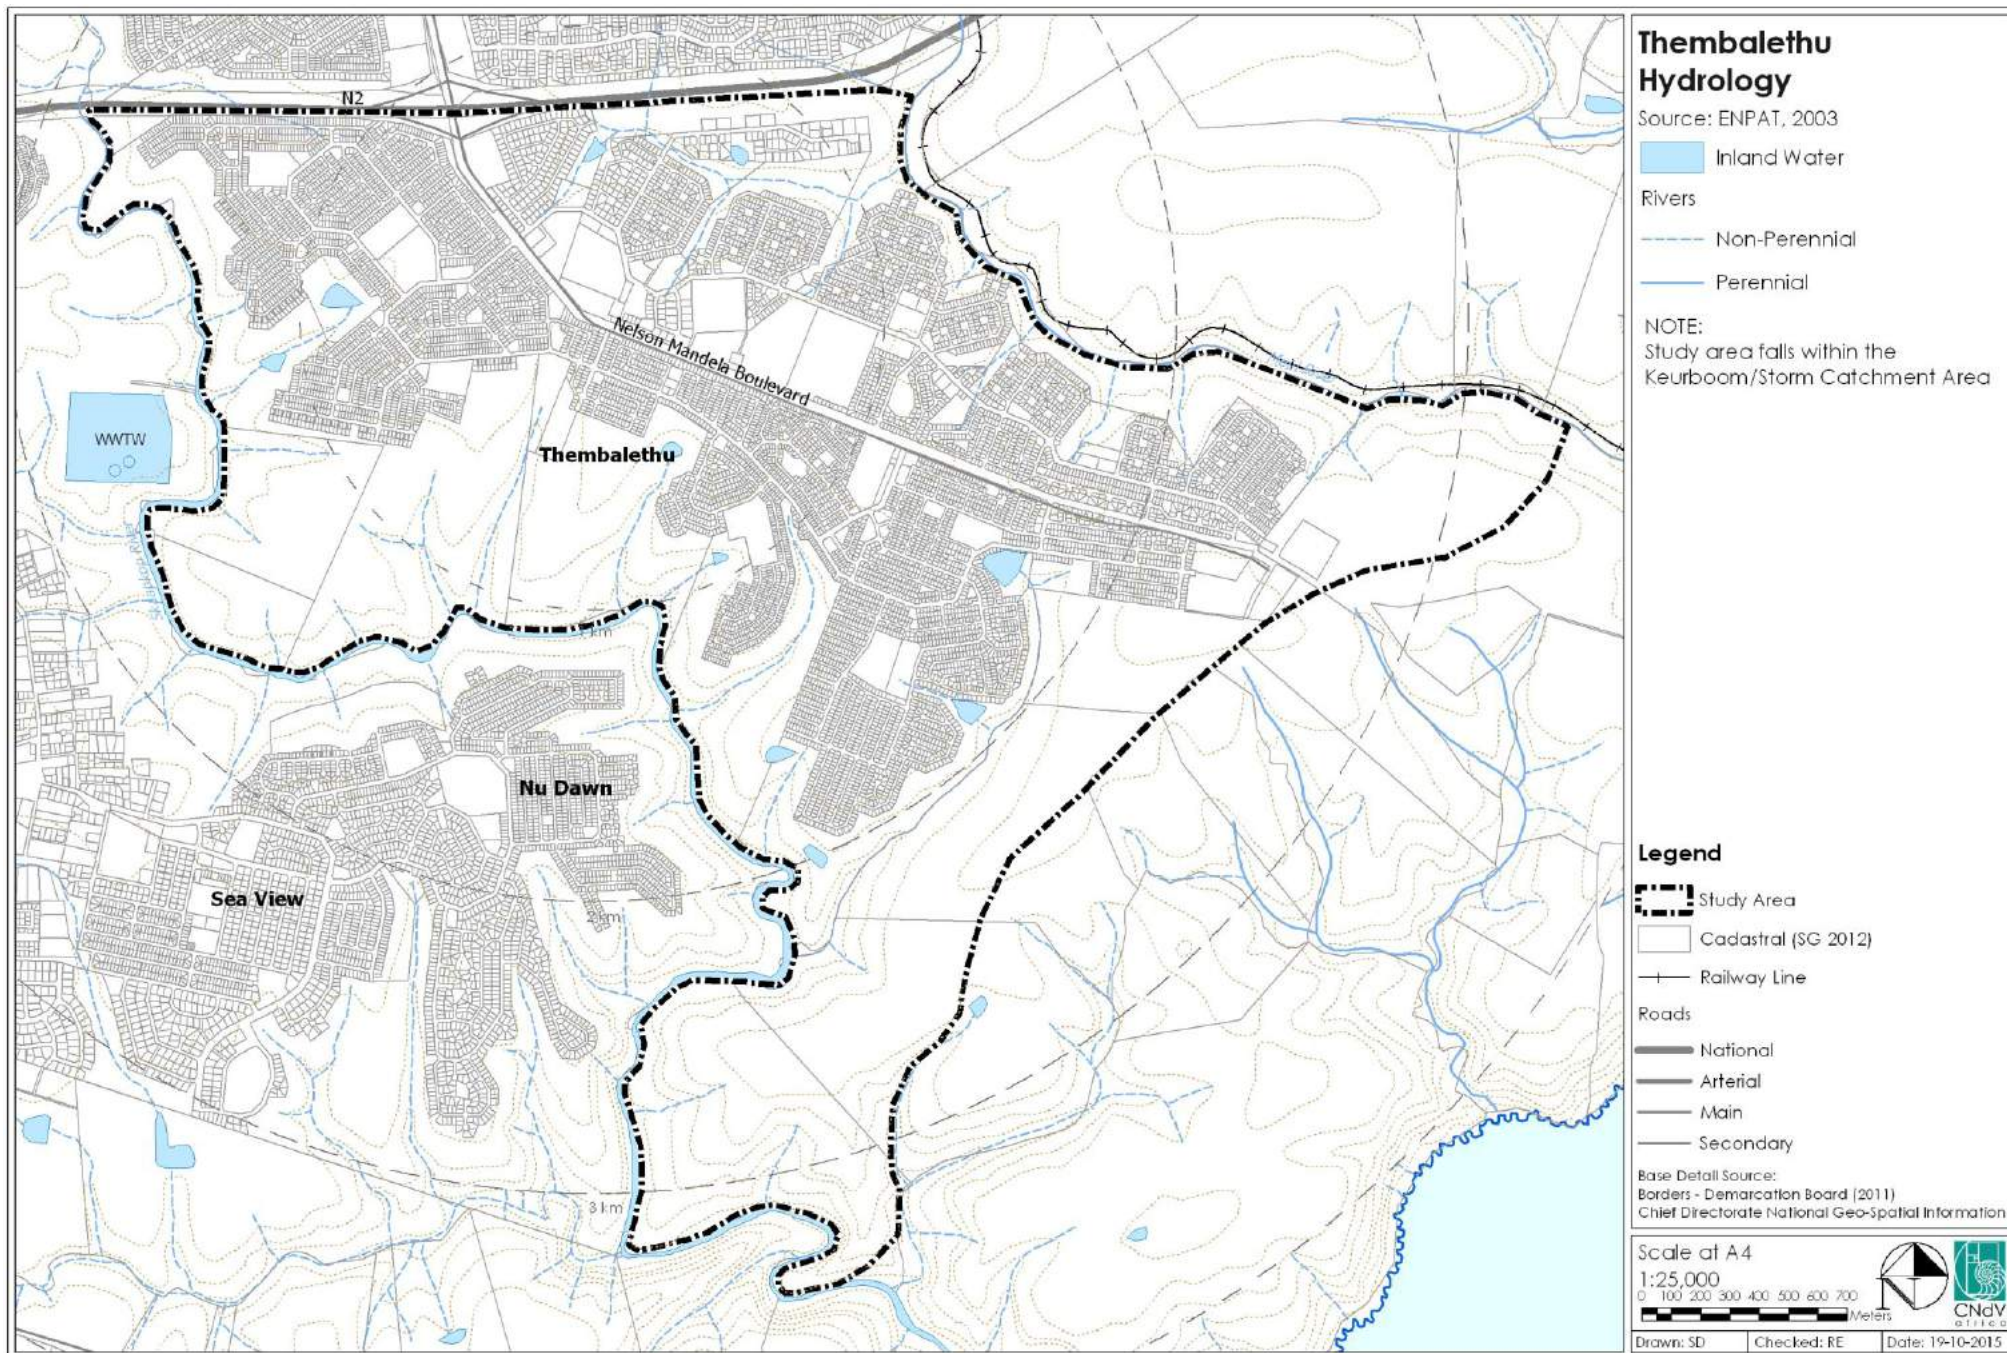 Thembalethu
Hydrology
Source: ENPAT, 2003
Inland Water
Rivers
Non-Perennial
Perennial
NOTE:
Study area falls within the
Keurboom/Storm Catchment Area
N2
Nelson Mandela Boulevard
WWTW
Thembalethu
1 km
Nu Dawn
Sea View
2 km
3 km
Legend
Study Area
Cadastral (SG 2012)
Railway Line
Roads
National
Arterial
Main
Secondary
Base Detail Source:
Borders - Demarcation Board (2011)
Chief Directorate National Geo-Spatial Information
Scale at A4
1:25,000
0 100 200 300 400 500 600 700
Meters
N
CNdV
africa
Drawn: SD
Checked: RE
Date: 19-10-2015